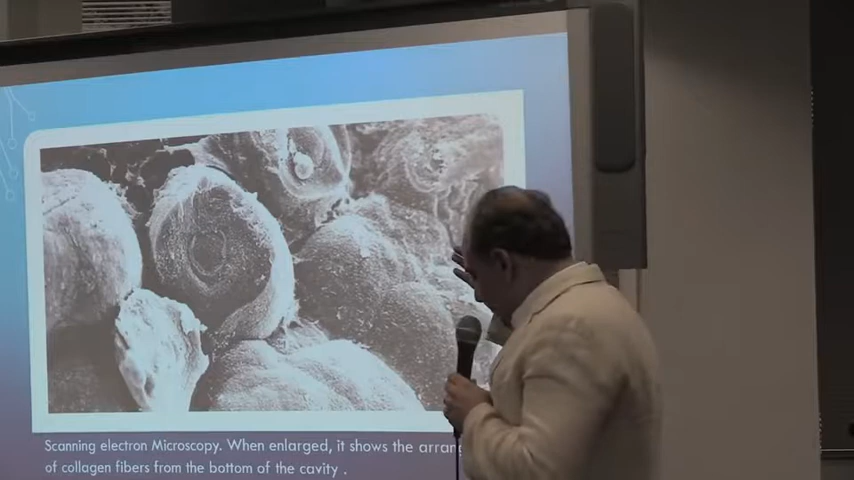 Scanning electron Microscopy. When enlarged, it shows the
of collagen fibers from the bottom of the cavity .